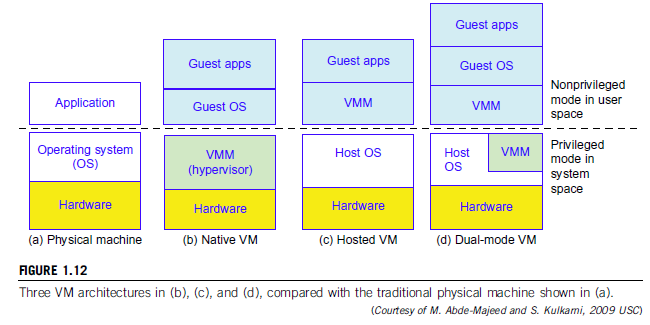 Application
Operating system
(OS)
Hardware
(a) Physical machine
Guest apps
Guest OS
VMM
(hypervisor)
Hardware
(b) Native VM
Guest apps
VMM
Host OS
Hardware
(c) Hosted VM
Guest apps
Guest OS
VMM
Host
OS
VMM
Hardware
(d) Dual-mode VM
Nonprivileged
mode in user
space
Privileged
mode in
system
space
FIGURE 1.12
Three VM architectures in (b), (c), and (d), compared with the traditional physical machine shown in (a).
(Courtesy of M. Abde-Majeed and S. Kulkami, 2009 USC)